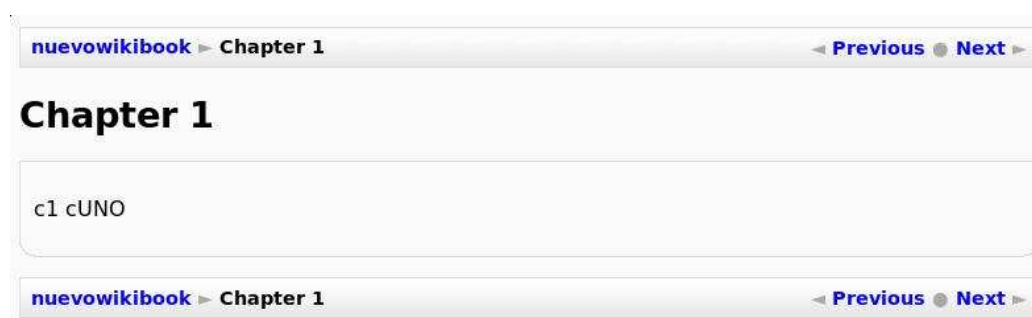 nuevowikibook ► Chapter 1 ◄ Previous ● Next ►
Chapter 1
c1 cUNO
nuevowikibook ► Chapter 1 ◄ Previous ● Next ►